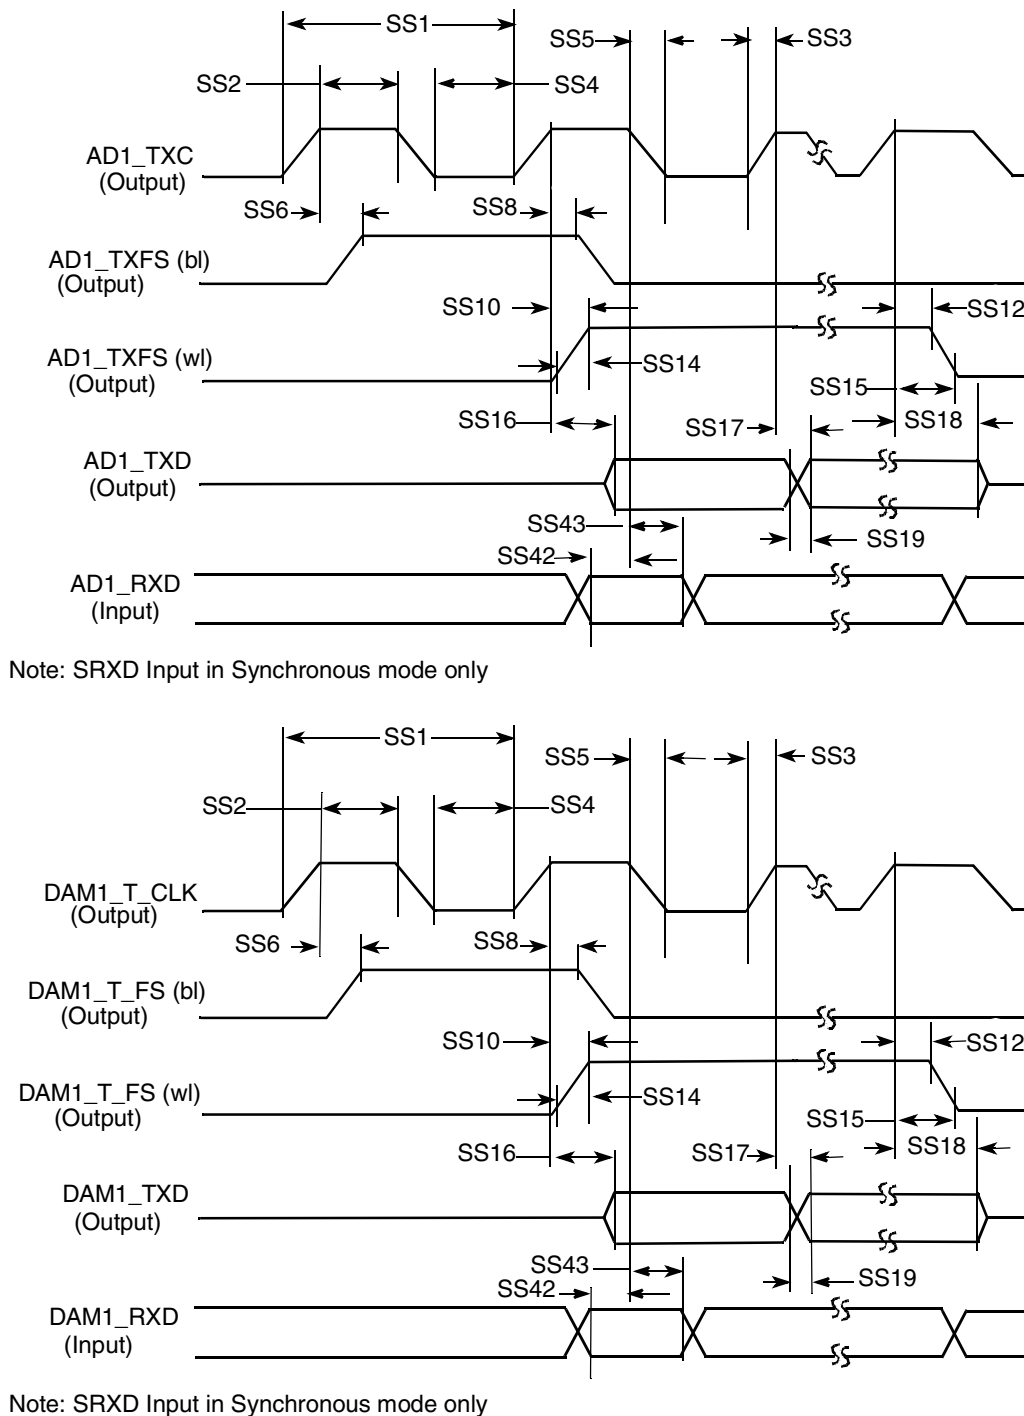 SS1
SS5
SS3
SS2
SS4
AD1_TXC
(Output)
SS6
SS8
AD1_TXFS (bl)
(Output)
SS10
SS12
AD1_TXFS (wl)
(Output)
SS14
SS15
SS16
SS17
SS18
AD1_TXD
(Output)
SS43
SS19
SS42
AD1_RXD
(Input)
Note: SRXD Input in Synchronous mode only
SS1
SS5
SS3
SS2
SS4
DAM1_T_CLK
(Output)
SS6
SS8
DAM1_T_FS (bl)
(Output)
SS10
SS12
DAM1_T_FS (wl)
(Output)
SS14
SS15
SS16
SS17
SS18
DAM1_TXD
(Output)
SS43
SS19
SS42
DAM1_RXD
(Input)
Note: SRXD Input in Synchronous mode only